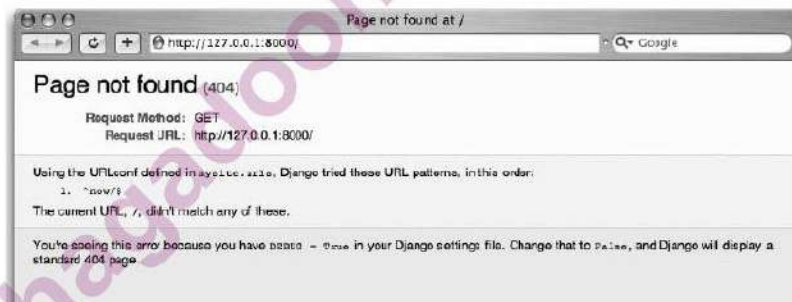 Page not found at /
http://127.0.0.1:8000/
Google
Page not found (404)
Request Method: GET
Request URL: http://127.0.0.1:8000/
Using the URLconf defined in mysite.urls, Django tried these URL patterns, in this order:
1. ^now/$
The current URL, /, didn't match any of these.
You're seeing this error because you have DEBUG = True in your Django settings file. Change that to False, and Django will display a
standard 404 page